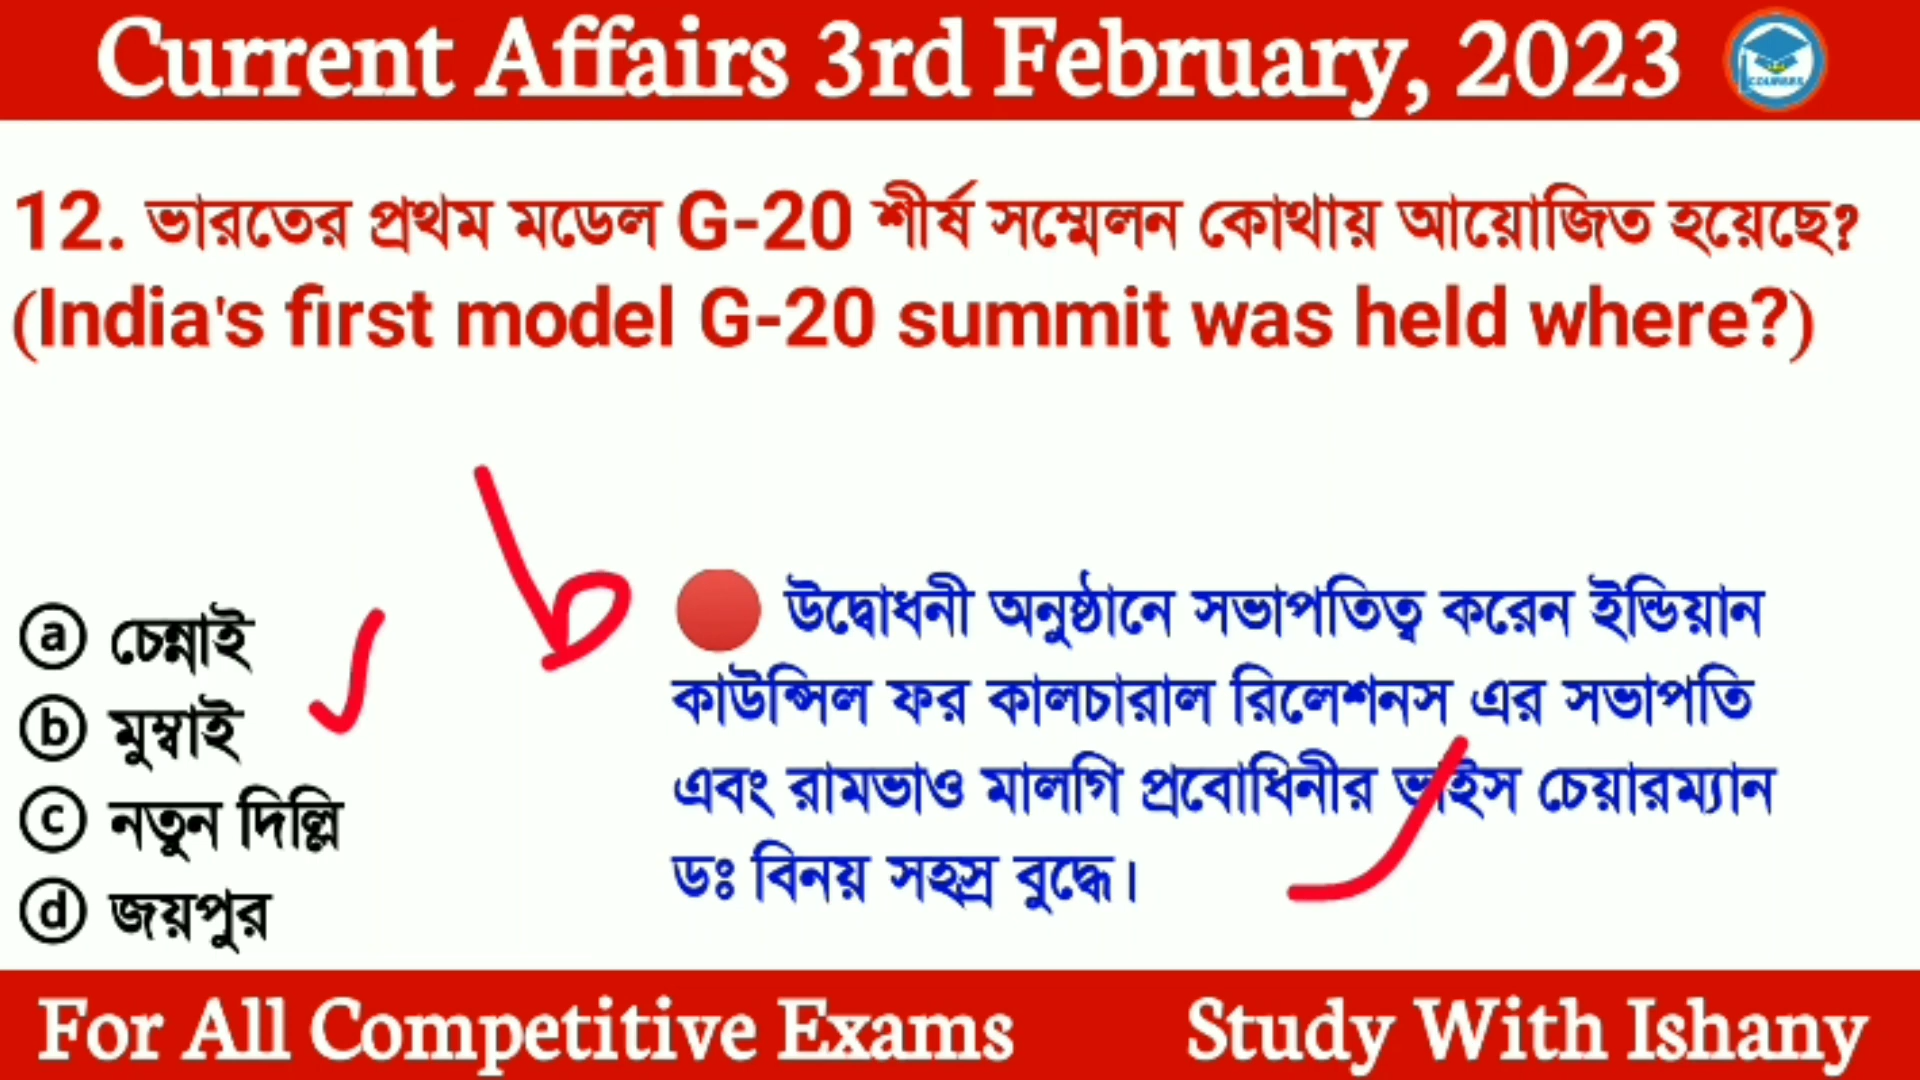 Current Affairs 3rd February, 2023
12. ভারতের প্রথম মডেল G-20 শীর্ষ সম্মেলন কোথায় আয়োজিত হয়েছে?
(India's first model G-20 summit was held where?)
b
ⓐ চেন্নাই
ⓑ মুম্বাই
ⓒ নতুন দিল্লি
ⓓ জয়পুর
উদ্বোধনী অনুষ্ঠানে সভাপতিত্ব করেন ইন্ডিয়ান
কাউন্সিল ফর কালচারাল রিলেশনস এর সভাপতি
এবং রামভাও মালগি প্রবোধিনীর ভাইস চেয়ারম্যান
ডঃ বিনয় সহস্র বুদ্ধে।
For All Competitive Exams
Study With Ishany